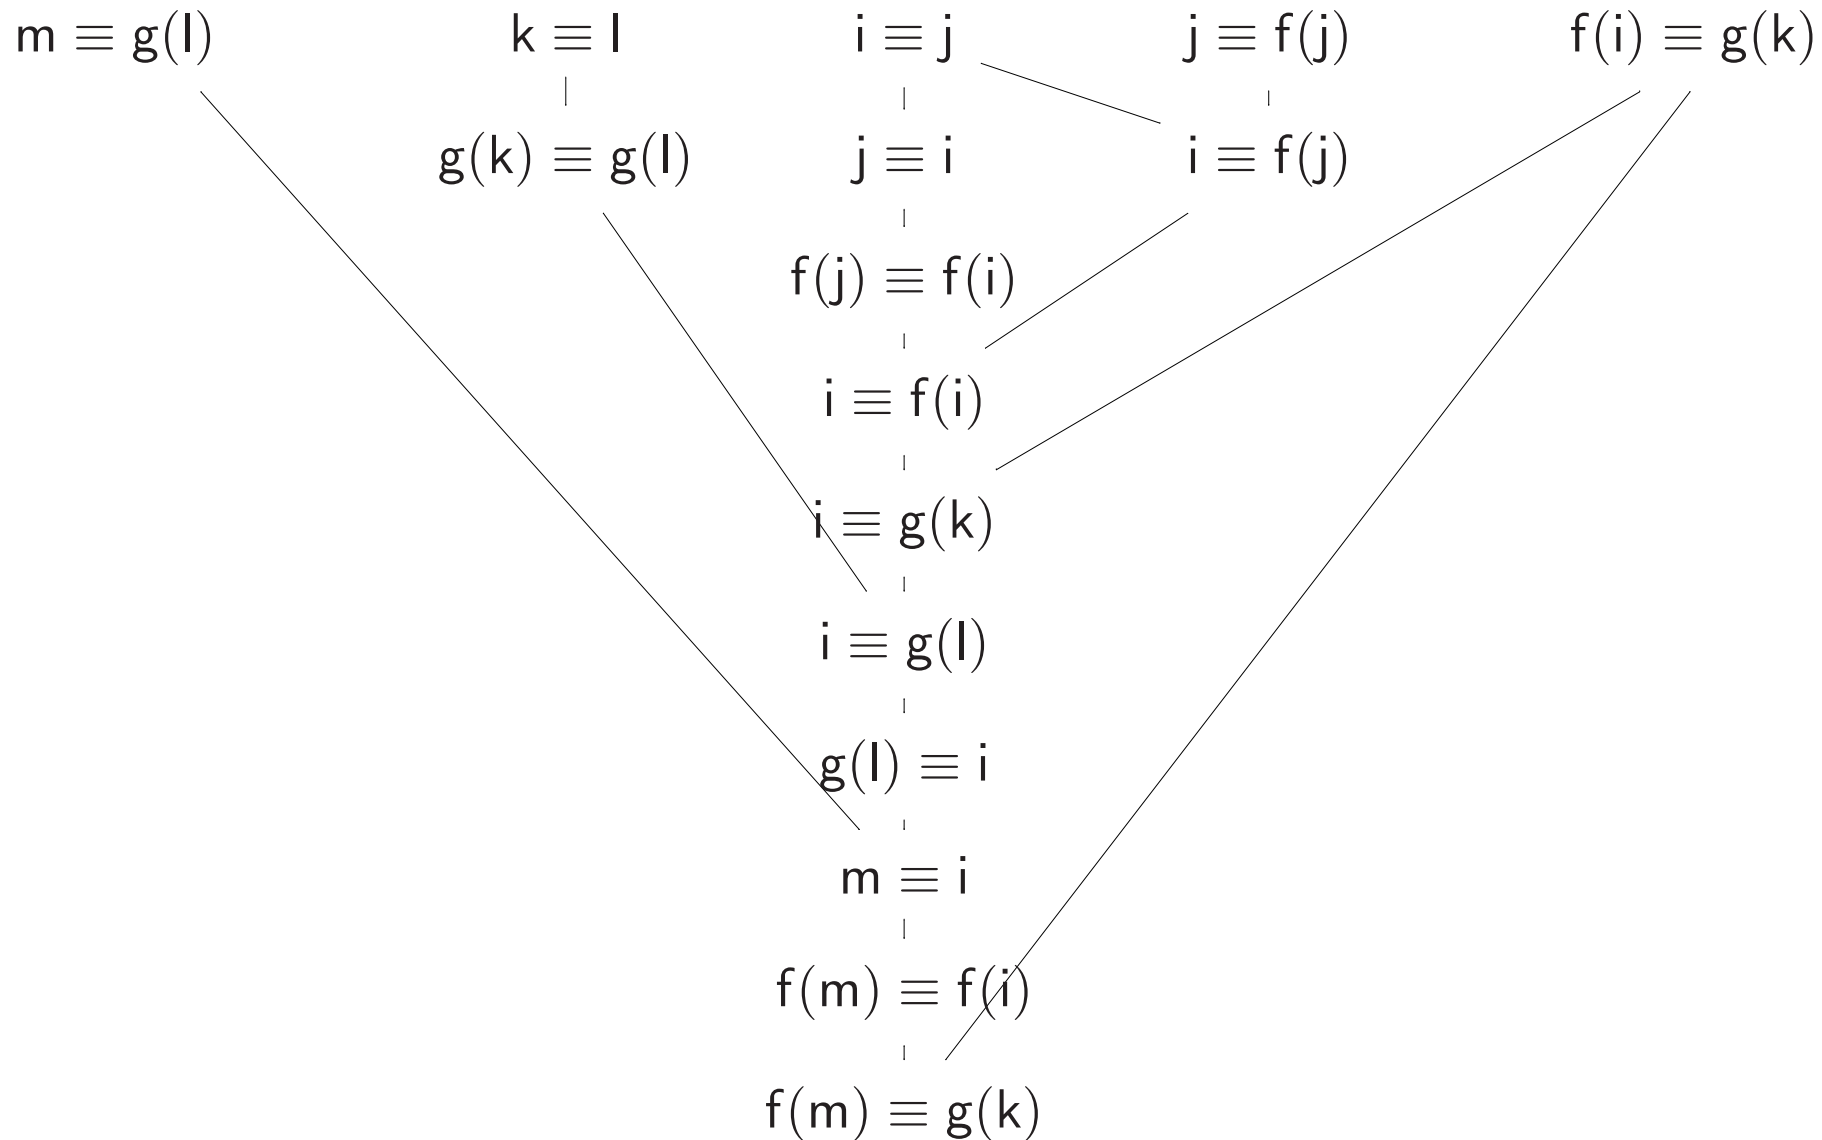 m ≡ g(l) k ≡ l i ≡ j j ≡ f(j) f(i) ≡ g(k)
g(k) ≡ g(l) j ≡ i i ≡ f(j)
f(j) ≡ f(i)
i ≡ f(i)
i ≡ g(k)
i ≡ g(l)
g(l) ≡ i
m ≡ i
f(m) ≡ f(i)
f(m) ≡ g(k)